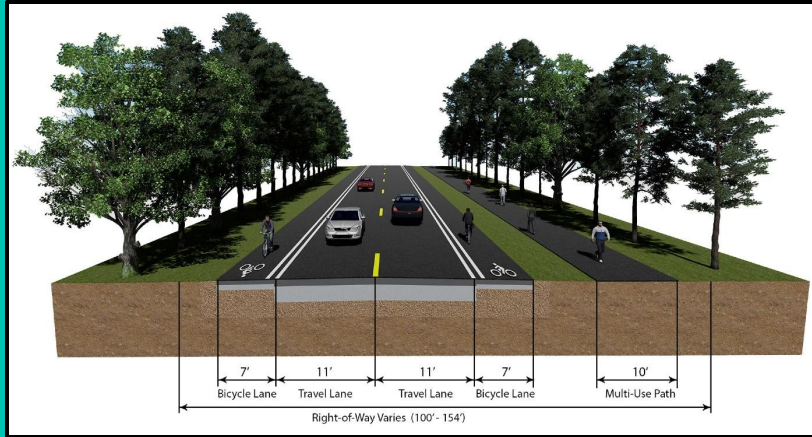 7’ 11’ 11’ 7’ 10’
Bicycle Lane Travel Lane Travel Lane Bicycle Lane Multi-Use Path
Right-of-Way Varies (100’ - 154’)